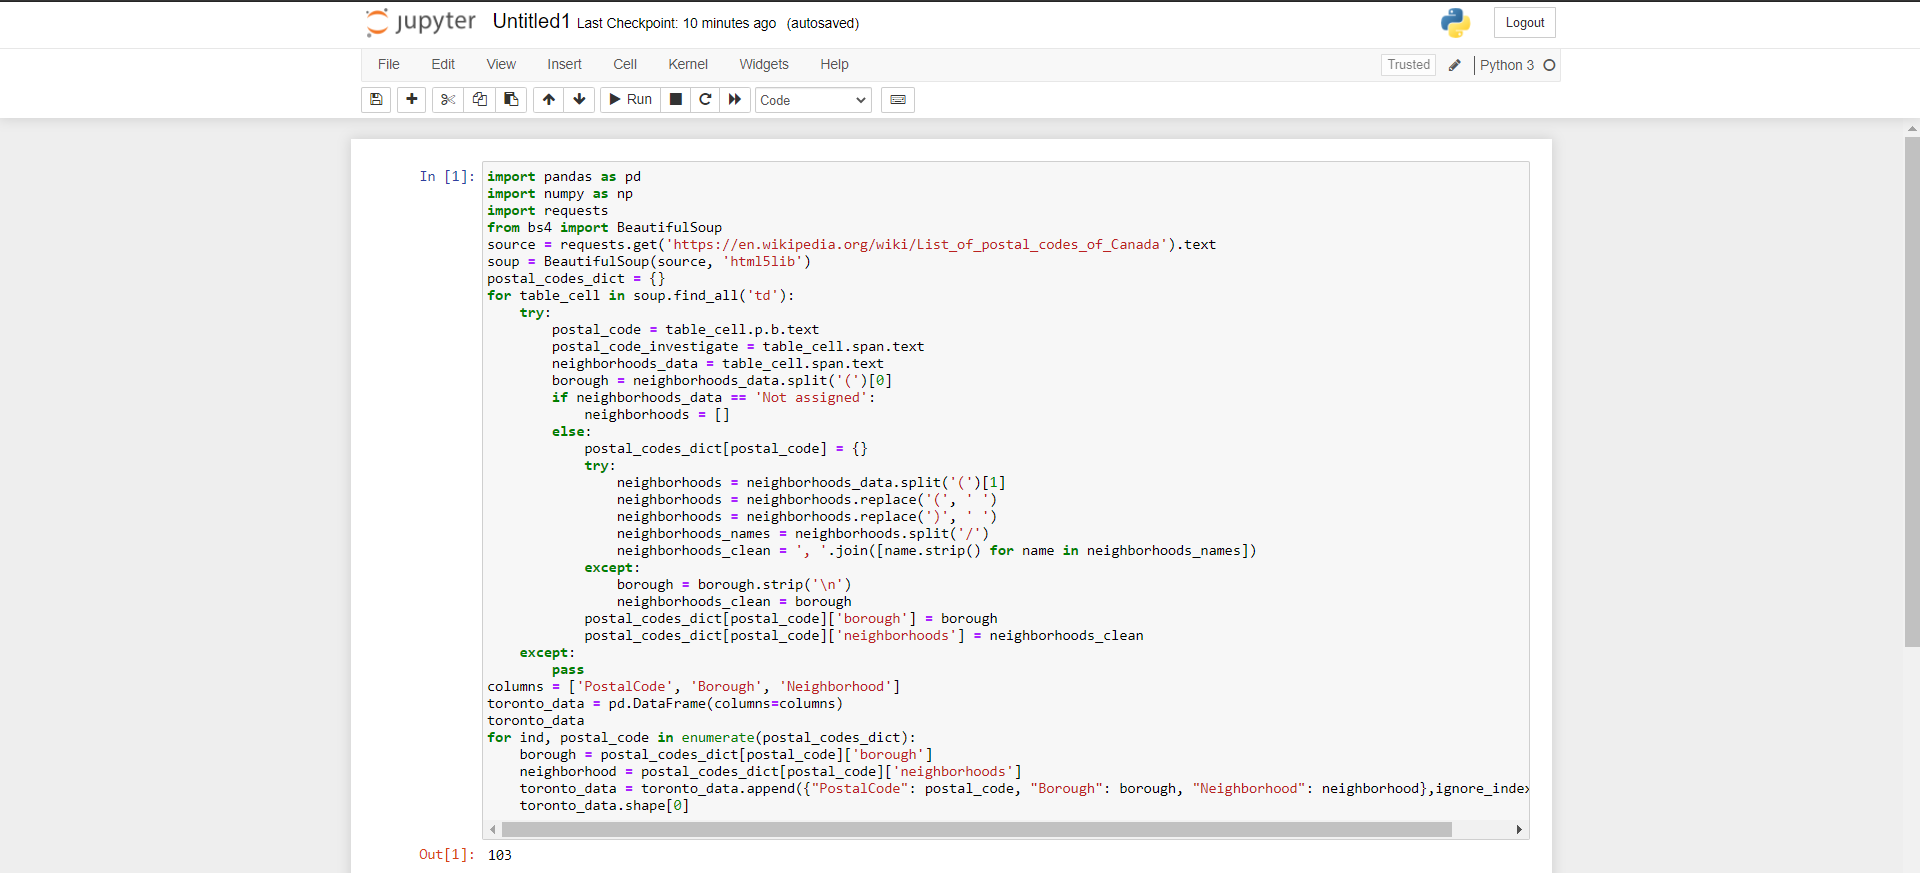 jupyter Untitled1 Last Checkpoint: 10 minutes ago (autosaved)
Logout
File Edit View Insert Cell Kernel Widgets Help
Trusted Python 3
Run Code
In [1]:
import pandas as pd
import numpy as np
import requests
from bs4 import BeautifulSoup
source = requests.get('https://en.wikipedia.org/wiki/List_of_postal_codes_of_Canada').text
soup = BeautifulSoup(source, 'html5lib')
postal_codes_dict = {}
for table_cell in soup.find_all('td'):
    try:
        postal_code = table_cell.p.b.text
        postal_code_investigate = table_cell.span.text
        neighborhoods_data = table_cell.span.text
        borough = neighborhoods_data.split('(')[0]
        if neighborhoods_data == 'Not assigned':
            neighborhoods = []
        else:
            postal_codes_dict[postal_code] = {}
            try:
                neighborhoods = neighborhoods_data.split('(')[1]
                neighborhoods = neighborhoods.replace('(', ' ')
                neighborhoods = neighborhoods.replace(')', ' ')
                neighborhoods_names = neighborhoods.split('/')
                neighborhoods_clean = ', '.join([name.strip() for name in neighborhoods_names])
            except:
                borough = borough.strip('\n')
                neighborhoods_clean = borough
            postal_codes_dict[postal_code]['borough'] = borough
            postal_codes_dict[postal_code]['neighborhoods'] = neighborhoods_clean
    except:
        pass
columns = ['PostalCode', 'Borough', 'Neighborhood']
toronto_data = pd.DataFrame(columns=columns)
toronto_data
for ind, postal_code in enumerate(postal_codes_dict):
    borough = postal_codes_dict[postal_code]['borough']
    neighborhood = postal_codes_dict[postal_code]['neighborhoods']
    toronto_data = toronto_data.append({"PostalCode": postal_code, "Borough": borough, "Neighborhood": neighborhood},ignore_index
    toronto_data.shape[0]
Out[1]: 103